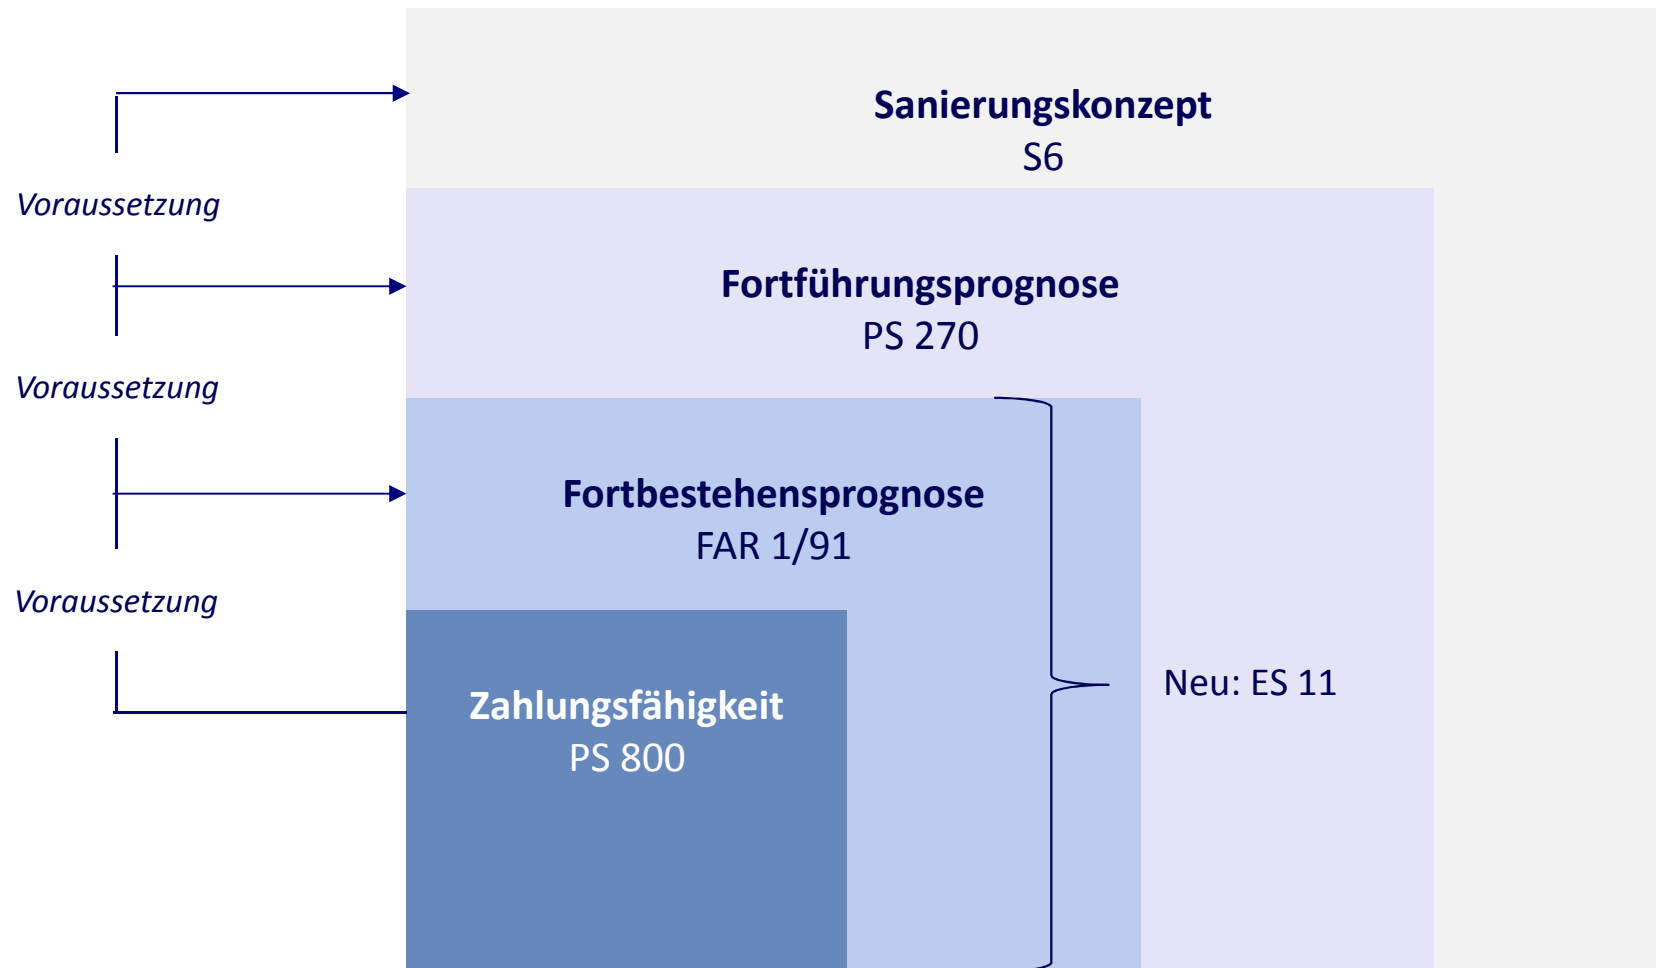 Sanierungskonzept
S6
Voraussetzung
Fortführungsprognose
PS 270
Voraussetzung
Fortbestehensprognose
FAR 1/91
Voraussetzung
Neu: ES 11
Zahlungsfähigkeit
PS 800